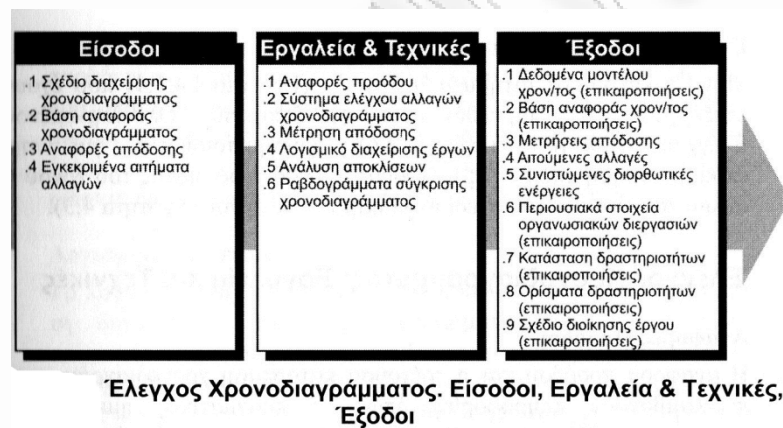 Είσοδοι
.1 Σχέδιο διαχείρισης
χρονοδιαγράμματος
.2 Βάση αναφοράς
χρονοδιαγράμματος
.3 Αναφορές απόδοσης
.4 Εγκεκριμένα αιτήματα
αλλαγών
Εργαλεία & Τεχνικές
.1 Αναφορές προόδου
.2 Σύστημα ελέγχου αλλαγών
χρονοδιαγράμματος
.3 Μέτρηση απόδοσης
.4 Λογισμικό διαχείρισης έργων
.5 Ανάλυση αποκλίσεων
.6 Ραβδογράμματα σύγκρισης
χρονοδιαγράμματος
Έξοδοι
.1 Δεδομένα μοντέλου
χρον/τος (επικαιροποιήσεις)
.2 Βάση αναφοράς χρον/τος
(επικαιροποιήσεις)
.3 Μετρήσεις απόδοσης
.4 Αιτούμενες αλλαγές
.5 Συνιστώμενες διορθωτικές
ενέργειες
.6 Περιουσιακά στοιχεία
οργανωσιακών διεργασιών
(επικαιροποιήσεις)
.7 Κατάσταση δραστηριοτήτων
(επικαιροποιήσεις)
.8 Ορίσματα δραστηριοτήτων
(επικαιροποιήσεις)
.9 Σχέδιο διοίκησης έργου
(επικαιροποιήσεις)
Έλεγχος Χρονοδιαγράμματος. Είσοδοι, Εργαλεία & Τεχνικές,
Έξοδοι